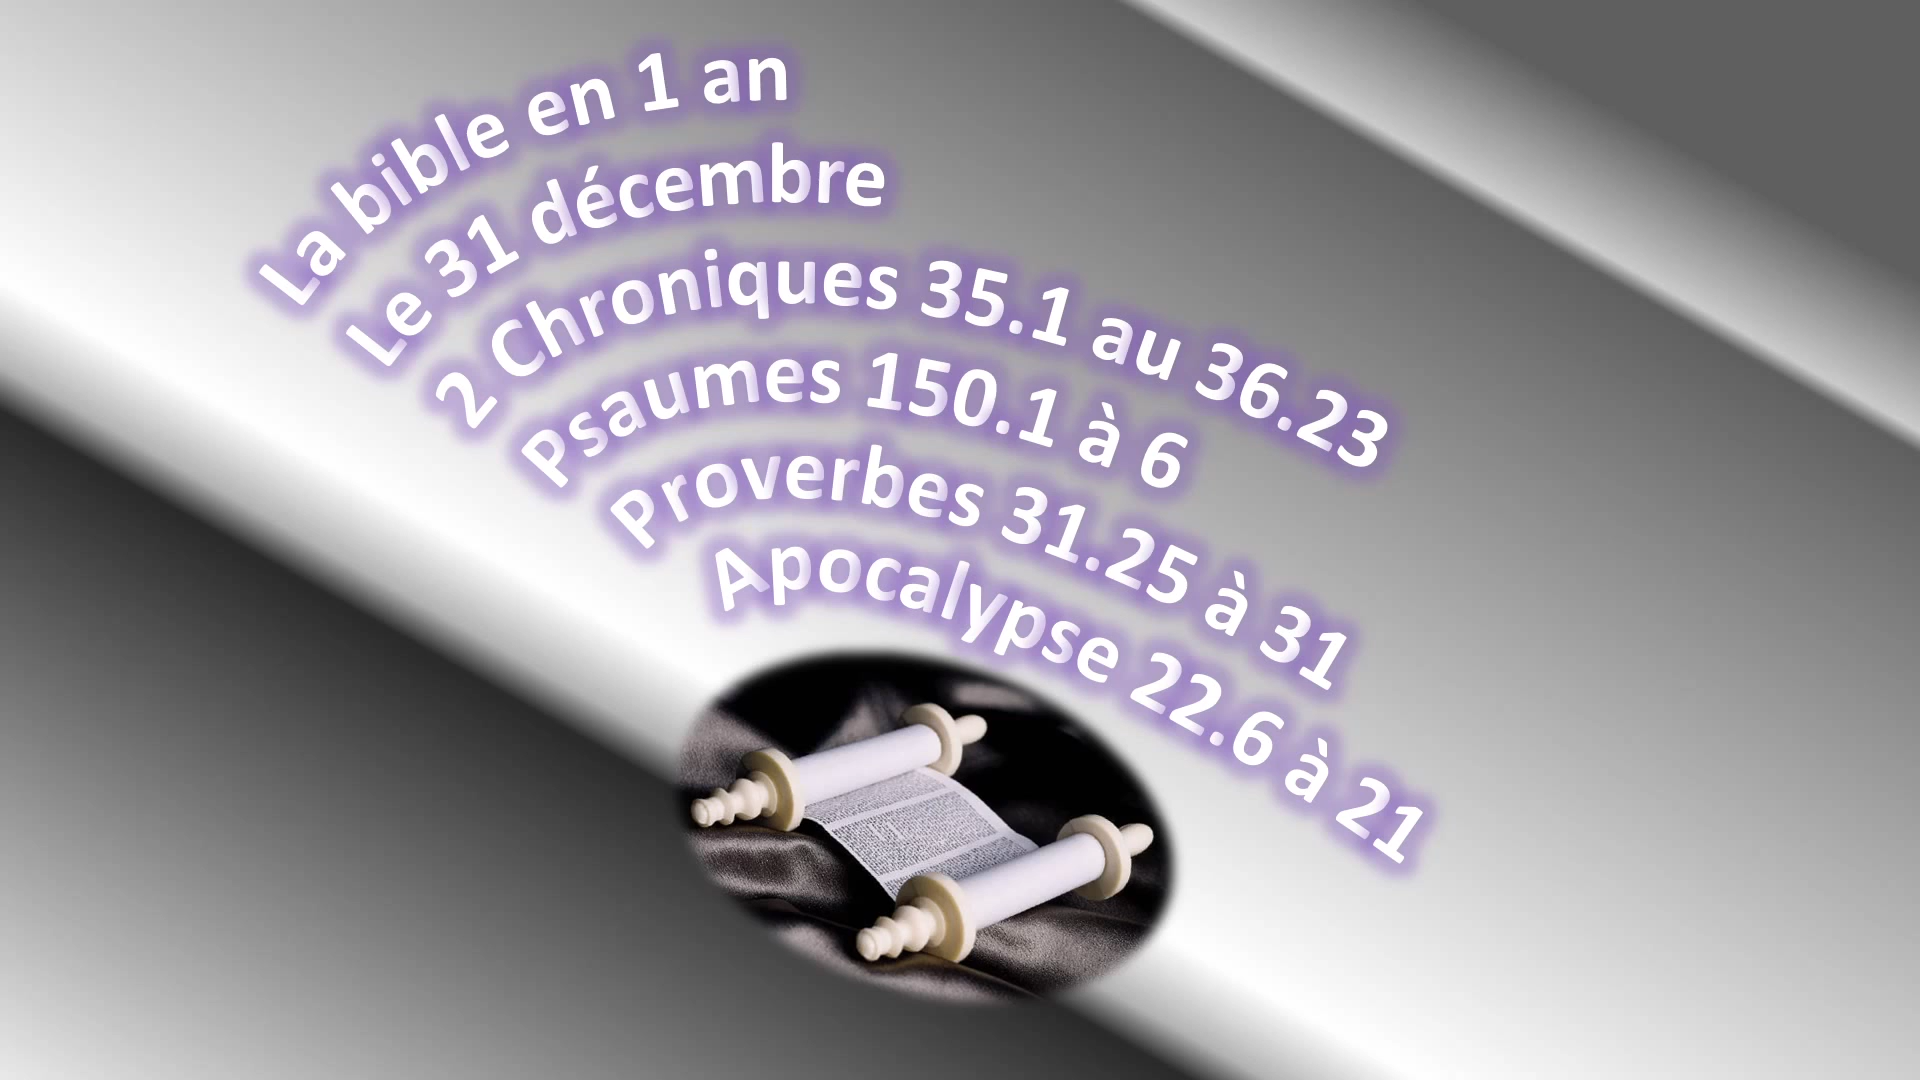 La bible en 1 an
Le 31 décembre
2 Chroniques 35.1 au 36.23
Psaumes 150.1 à 6
Proverbes 31.25 à 31
Apocalypse 22.6 à 21